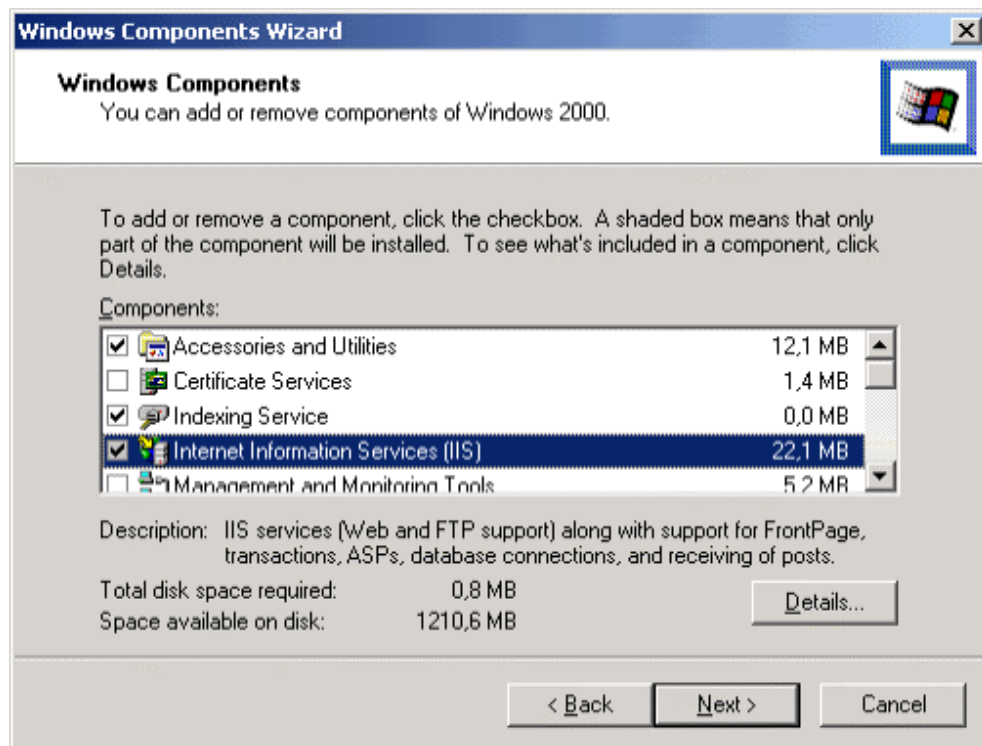 Windows Components Wizard
Windows Components
You can add or remove components of Windows 2000.
To add or remove a component, click the checkbox. A shaded box means that only
part of the component will be installed. To see what's included in a component, click
Details.
Components:
Accessories and Utilities 12,1 MB
Certificate Services 1,4 MB
Indexing Service 0,0 MB
Internet Information Services (IIS) 22,1 MB
Management and Monitoring Tools 5,2 MB
Description: IIS services (Web and FTP support) along with support for FrontPage,
transactions, ASPs, database connections, and receiving of posts.
Total disk space required: 0,8 MB
Space available on disk: 1210,6 MB
Details...
< Back Next > Cancel